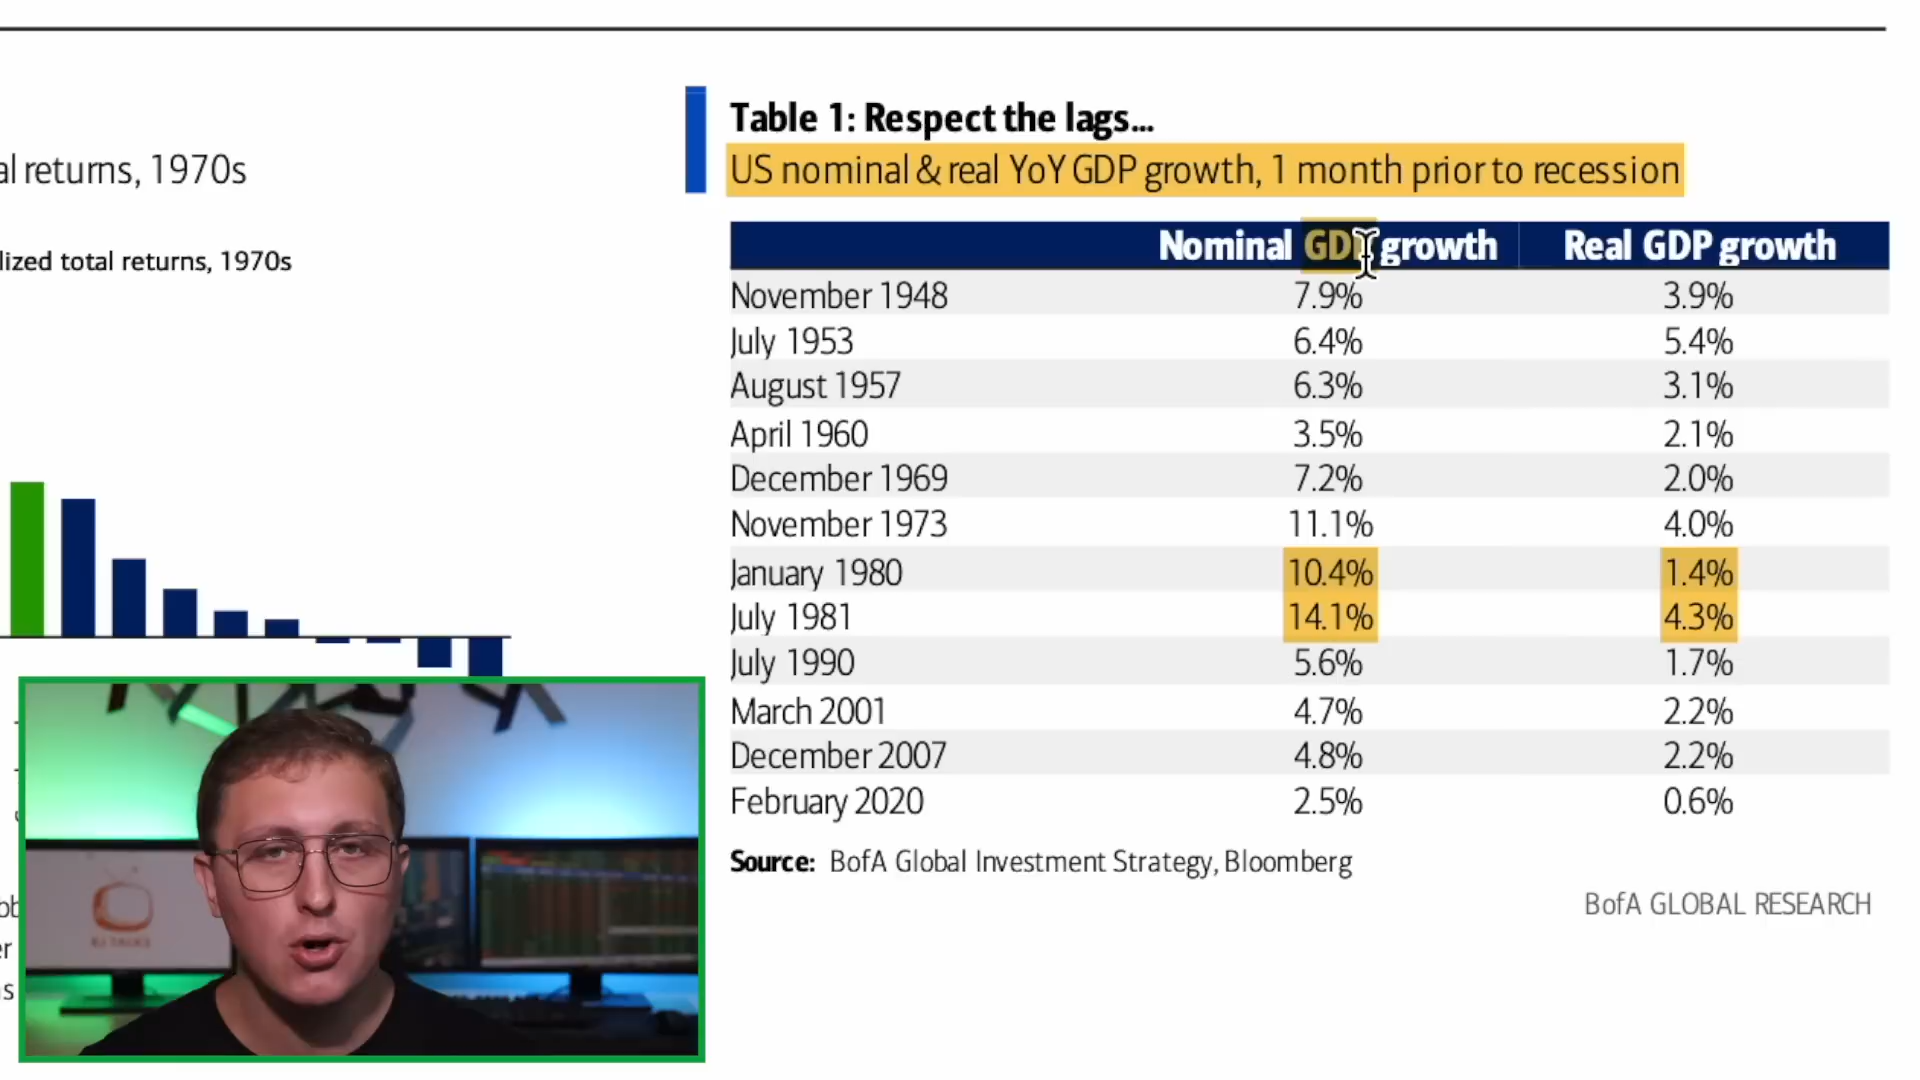 al returns, 1970s
lized total returns, 1970s
Table 1: Respect the lags...
US nominal & real YoY GDP growth, 1 month prior to recession
Nominal GDP growth Real GDP growth
November 1948 7.9% 3.9%
July 1953 6.4% 5.4%
August 1957 6.3% 3.1%
April 1960 3.5% 2.1%
December 1969 7.2% 2.0%
November 1973 11.1% 4.0%
January 1980 10.4% 1.4%
July 1981 14.1% 4.3%
July 1990 5.6% 1.7%
March 2001 4.7% 2.2%
December 2007 4.8% 2.2%
February 2020 2.5% 0.6%
Source: BofA Global Investment Strategy, Bloomberg
BofA GLOBAL RESEARCH